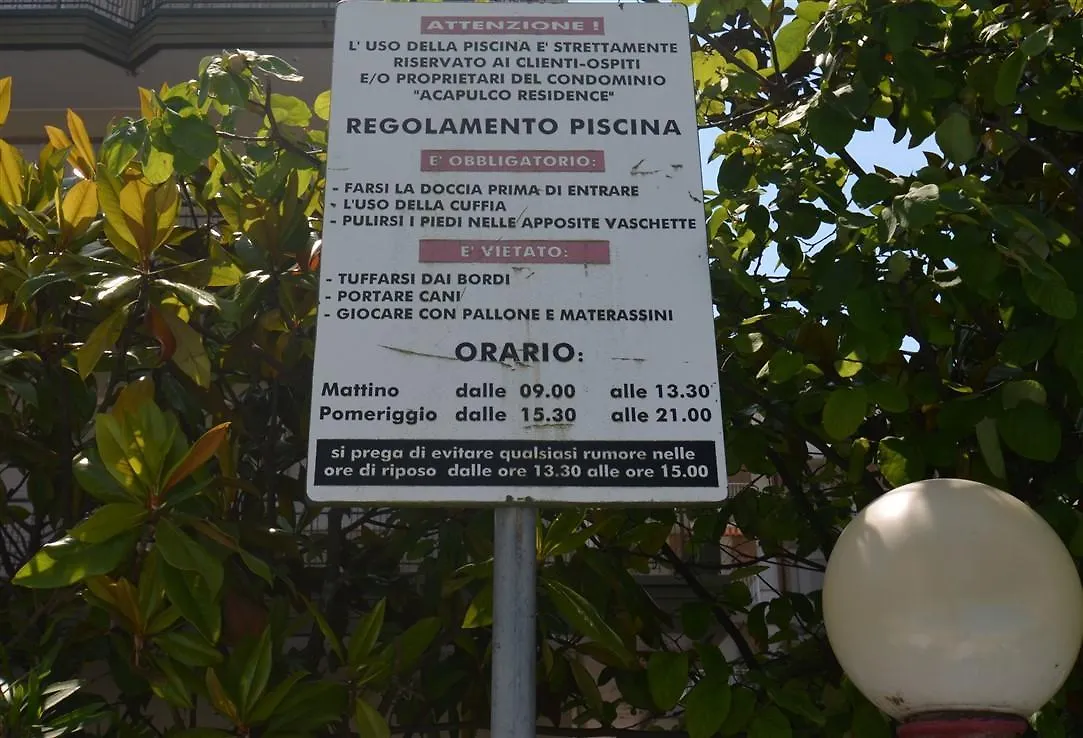 ATTENZIONE !
L' USO DELLA PISCINA E' STRETTAMENTE
RISERVATO AI CLIENTI-OSPITI
E/O PROPRIETARI DEL CONDOMINIO
"ACAPULCO RESIDENCE"
REGOLAMENTO PISCINA
E' OBBLIGATORIO:
- FARSI LA DOCCIA PRIMA DI ENTRARE
- L'USO DELLA CUFFIA
- PULIRSI I PIEDI NELLE APPOSITE VASCHETTE
E' VIETATO:
- TUFFARSI DAI BORDI
- PORTARE CANI
- GIOCARE CON PALLONE E MATERASSINI
ORARIO:
Mattino dalle 09.00 alle 13.30
Pomeriggio dalle 15.30 alle 21.00
si prega di evitare qualsiasi rumore nelle
ore di riposo dalle ore 13.30 alle ore 15.00